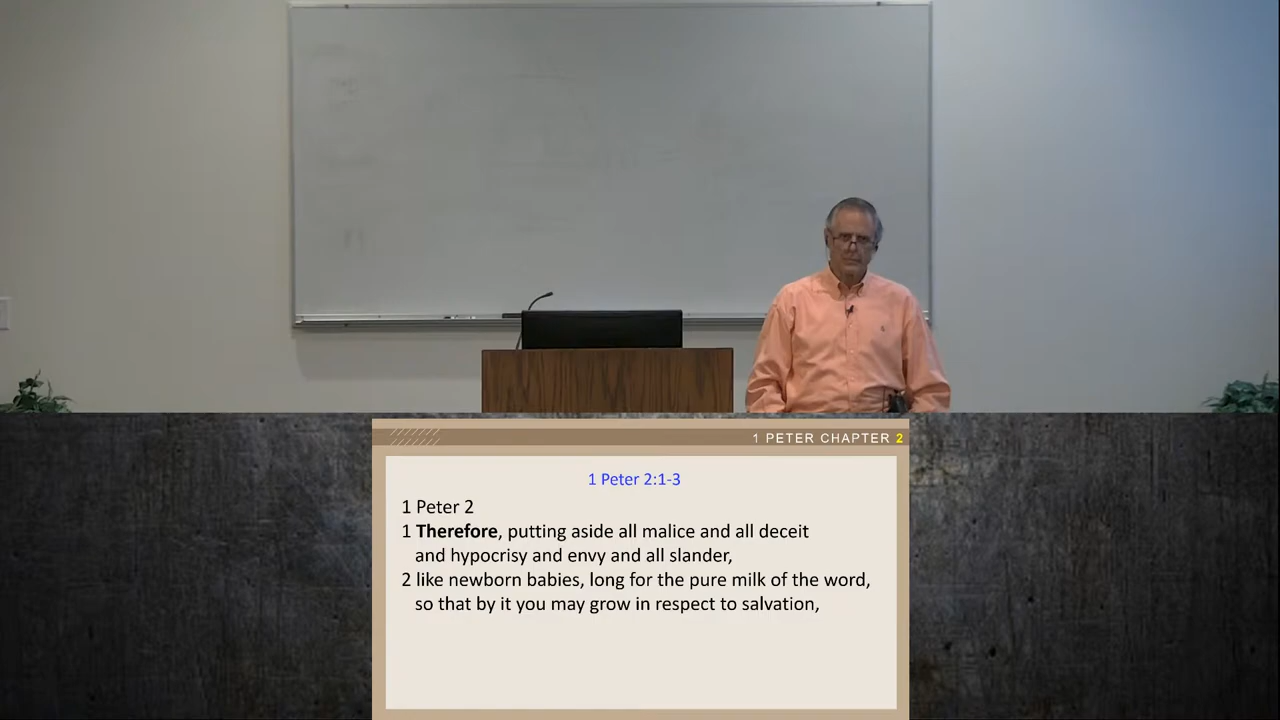 1 PETER CHAPTER 2
1 Peter 2:1-3
1 Peter 2
1 Therefore, putting aside all malice and all deceit
and hypocrisy and envy and all slander,
2 like newborn babies, long for the pure milk of the word,
so that by it you may grow in respect to salvation,